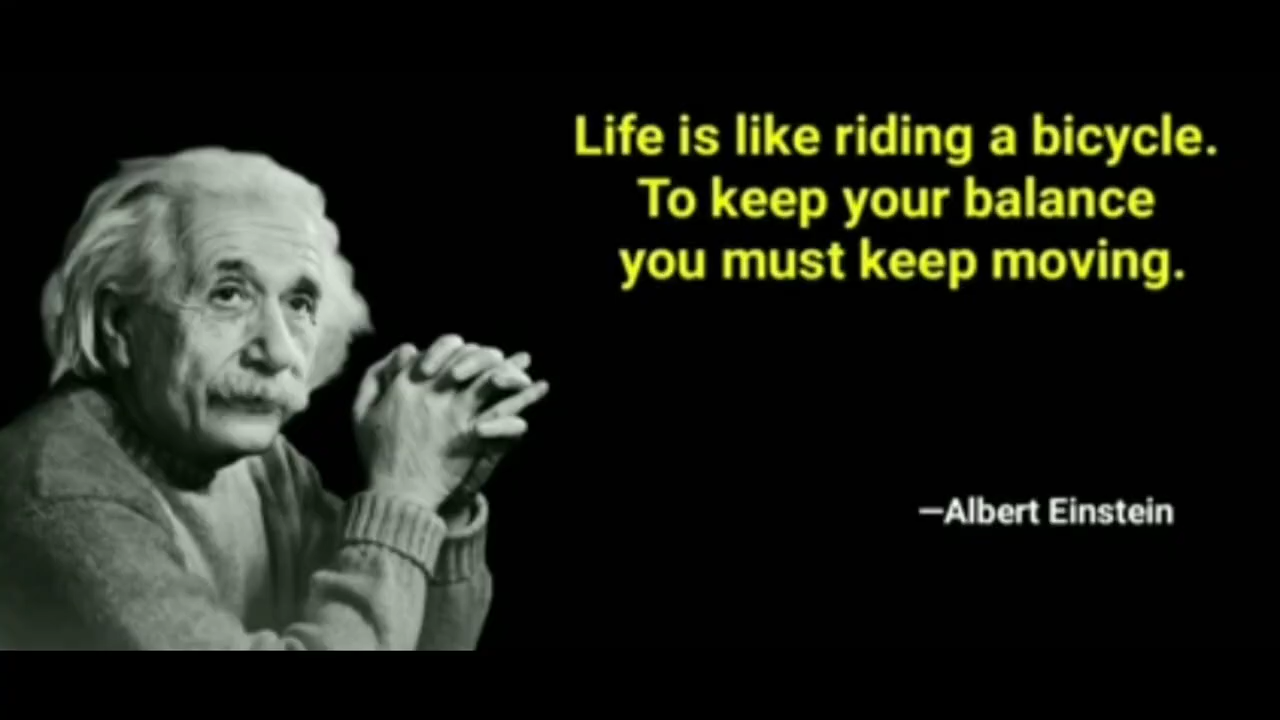 Life is like riding a bicycle.
To keep your balance
you must keep moving.
—Albert Einstein